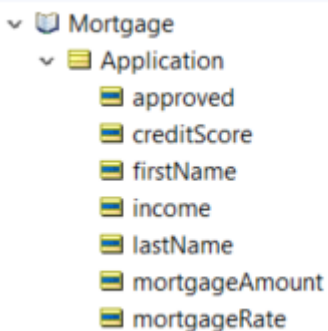 Mortgage
Application
approved
creditScore
firstName
income
lastName
mortgageAmount
mortgageRate